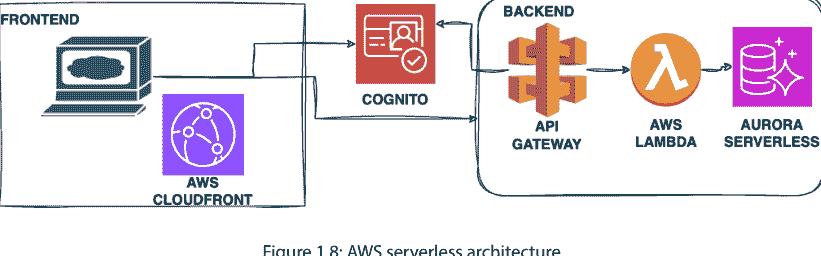 FRONTEND
BACKEND
COGNITO
API
GATEWAY
AWS
LAMBDA
AURORA
SERVERLESS
AWS
CLOUDFRONT
Figure 1.8: AWS serverless architecture